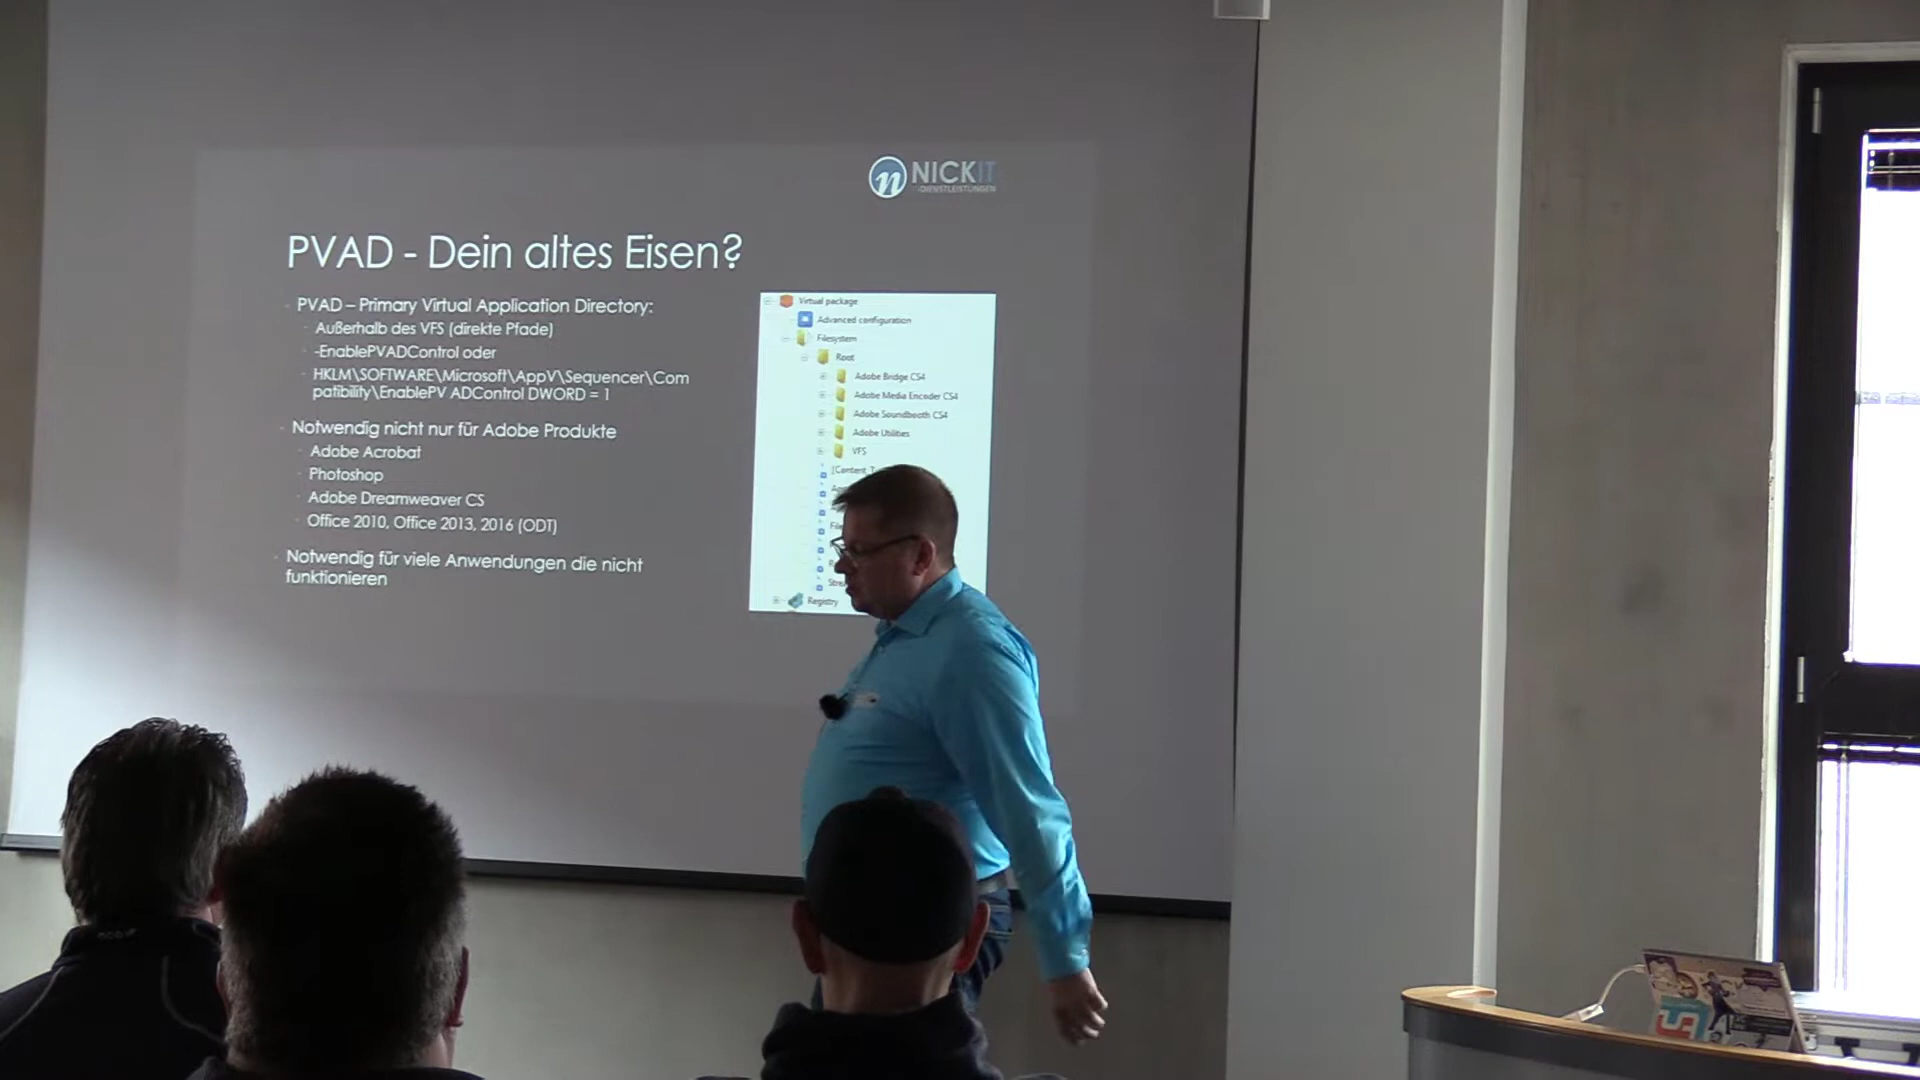 NICKIT
DIENSTLEISTUNGEN
PVAD - Dein altes Eisen?
PVAD – Primary Virtual Application Directory:
Außerhalb des VFS (direkte Pfade)
-EnablePVADControl oder
HKLM\SOFTWARE\Microsoft\AppV\Sequencer\Com
patibility\EnablePV ADControl DWORD = 1
Notwendig nicht nur für Adobe Produkte
Adobe Acrobat
Photoshop
Adobe Dreamweaver CS
Office 2010, Office 2013, 2016 (ODT)
Notwendig für viele Anwendungen die nicht
funktionieren
Virtual package
Advanced configuration
Filesystem
Root
Adobe Bridge CS4
Adobe Media Encoder CS4
Adobe Soundbooth CS4
Adobe Utilities
VFS
[Content
Registry